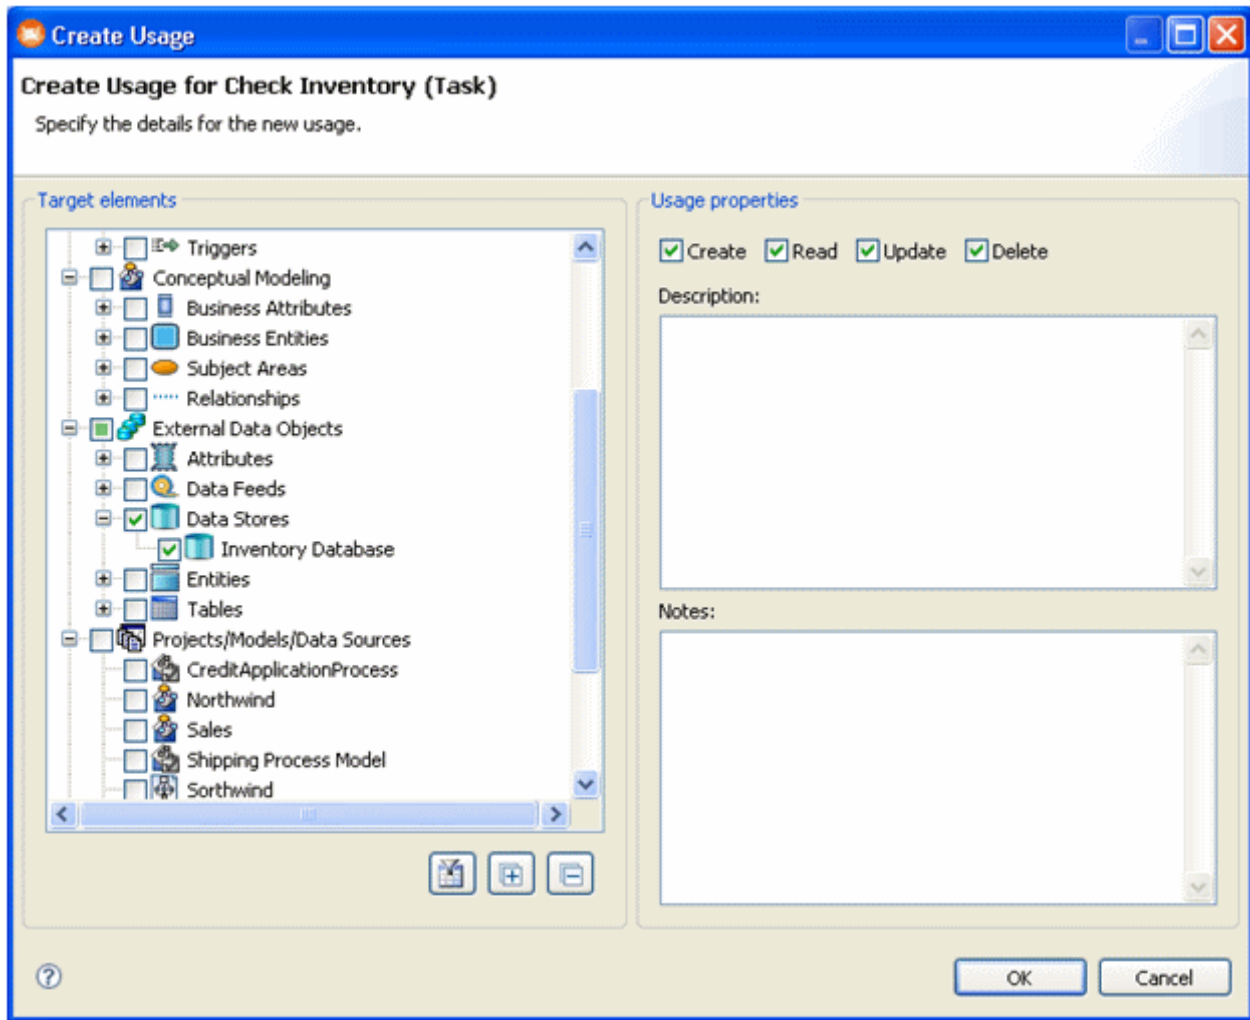 Create Usage
Create Usage for Check Inventory (Task)
Specify the details for the new usage.
Target elements
Triggers
Conceptual Modeling
Business Attributes
Business Entities
Subject Areas
Relationships
External Data Objects
Attributes
Data Feeds
Data Stores
Inventory Database
Entities
Tables
Projects/Models/Data Sources
CreditApplicationProcess
Northwind
Sales
Shipping Process Model
Sorthwind
Usage properties
Create Read Update Delete
Description:
Notes:
OK Cancel